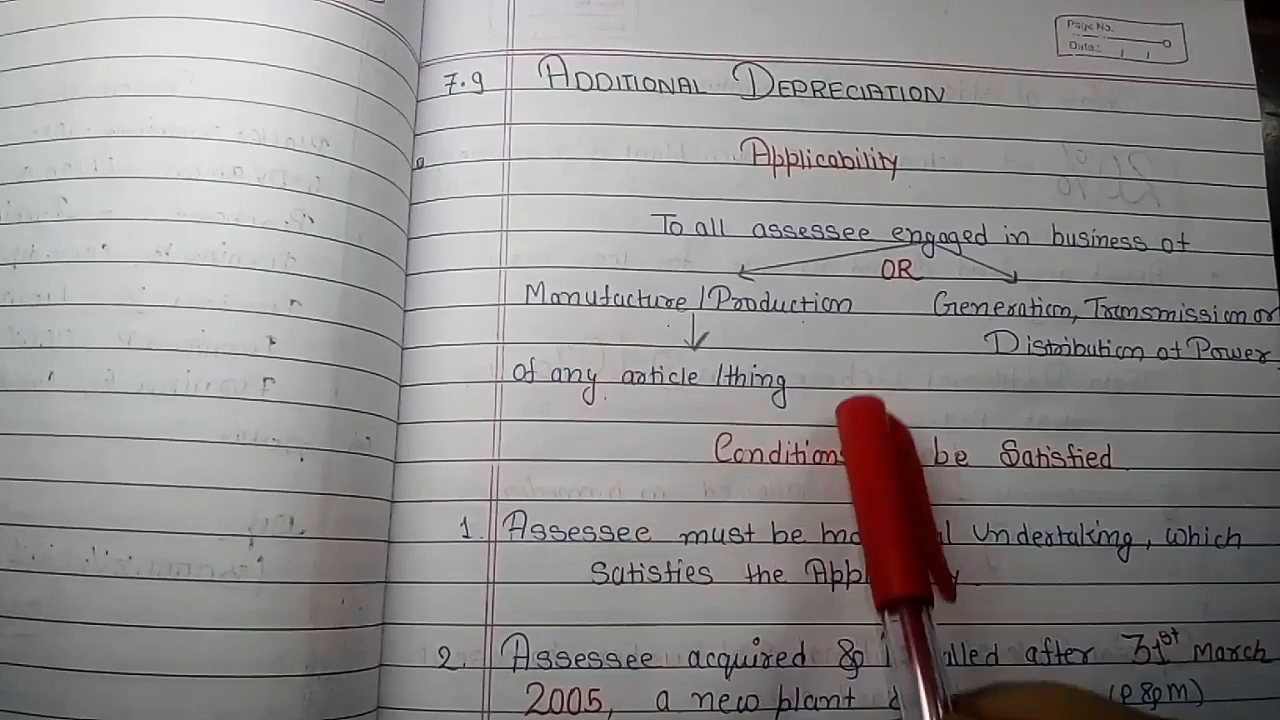 Page No.
Date: / /
7.9 ADDITIONAL DEPRECIATION
Applicability
To all assessee engaged in business of
OR
Manufacture / Production Generation, Transmission or
Distribution of Power
of any article / thing
Condition be Satisfied
1. Assessee must be Undertaking, which
Satisfies the
2. Assessee acquired & after 31st march
2005, a new plant (P&M)